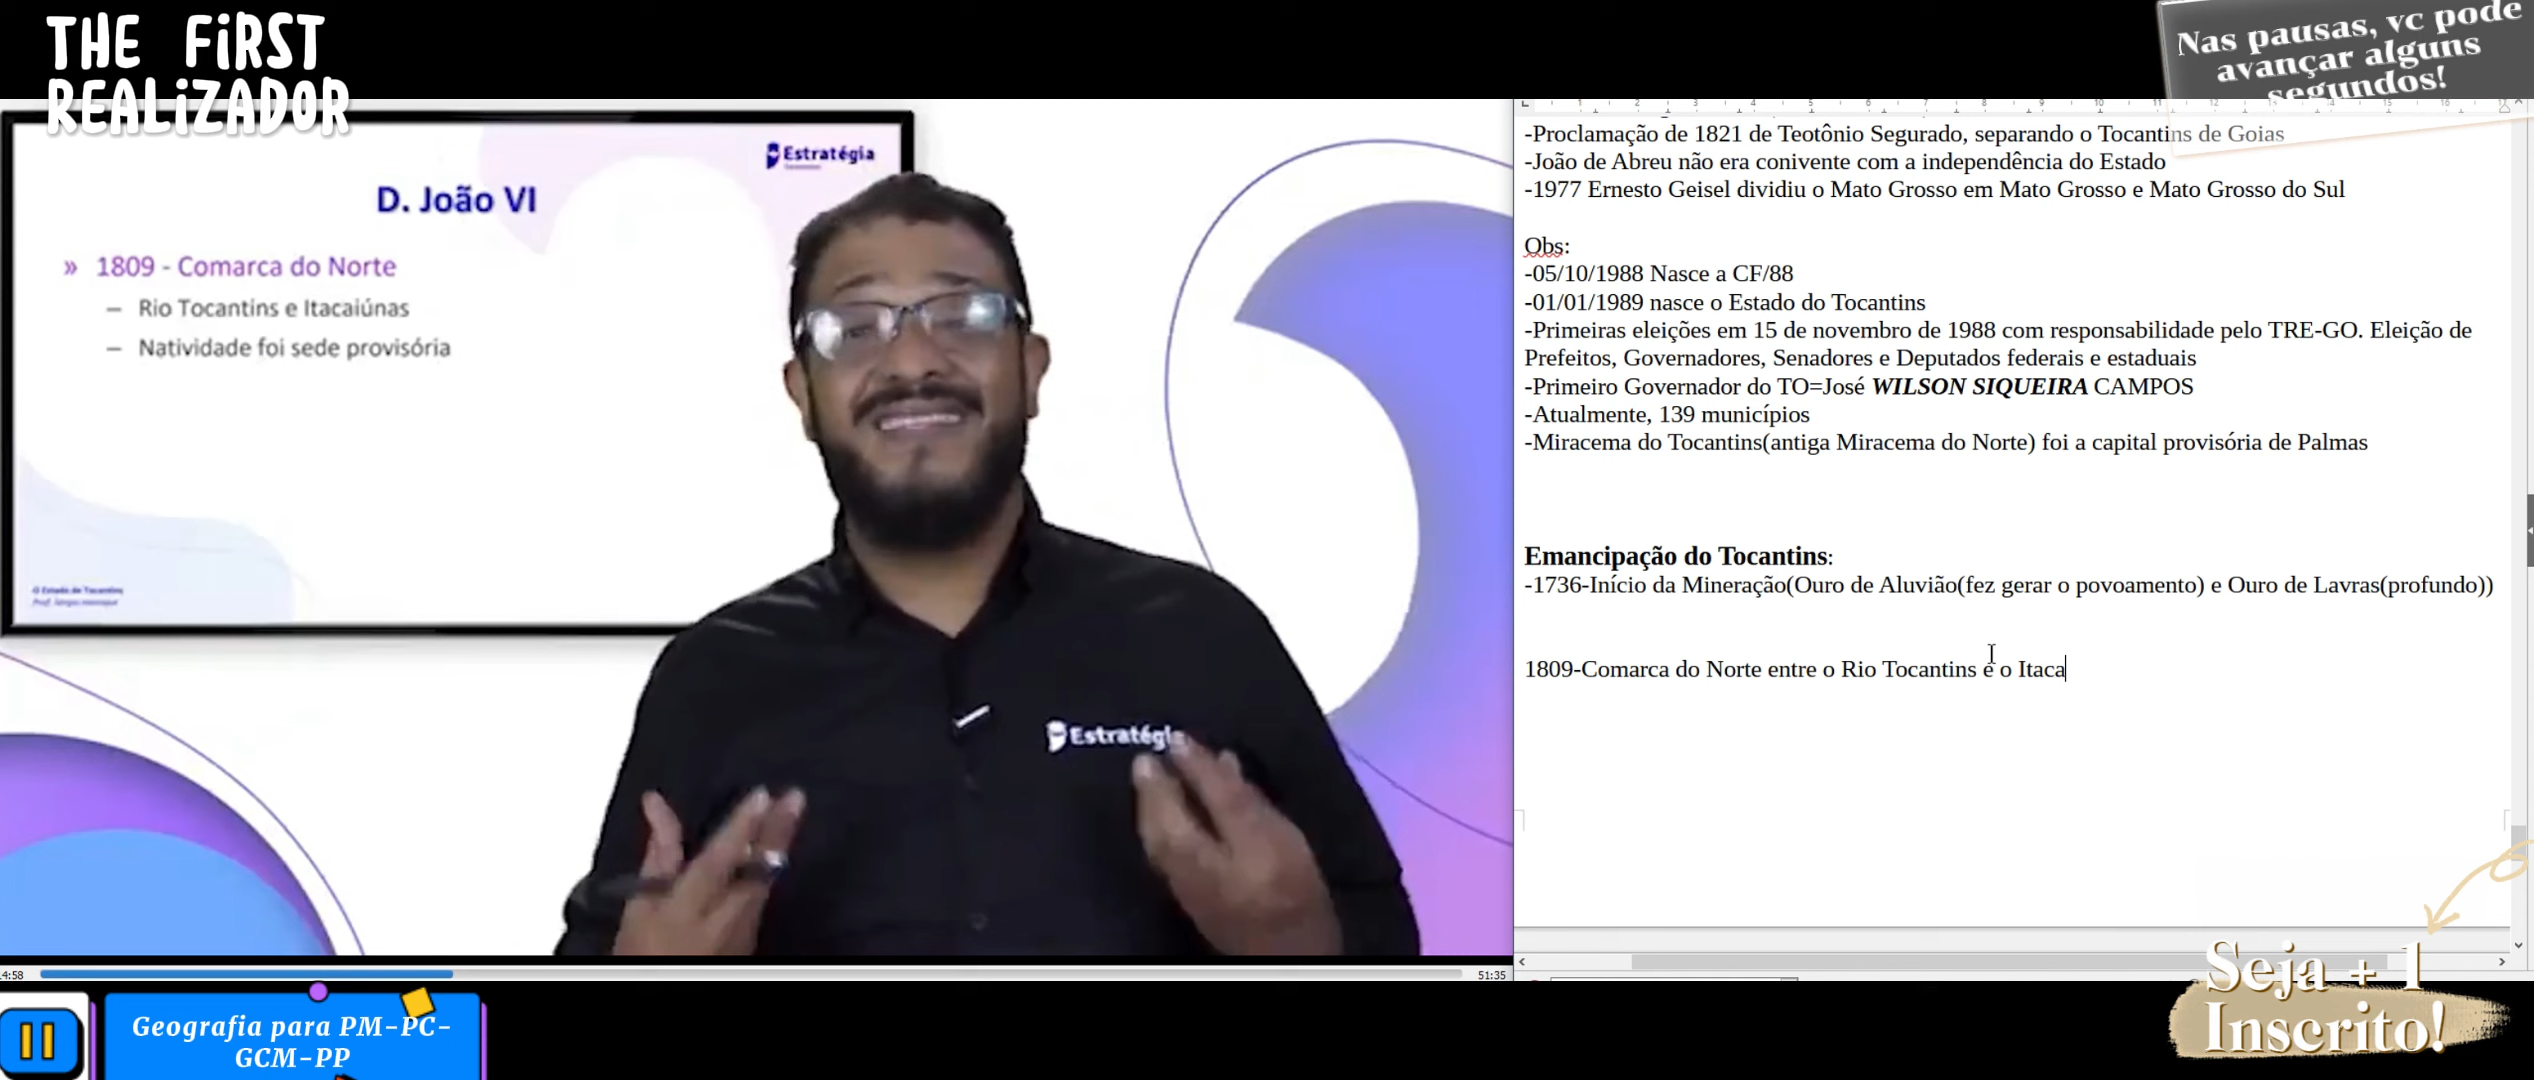 THE FiRST
REALiZADOR
Nas pausas, vc pode
avançar alguns
segundos!
Estratégia
D. João VI
» 1809 - Comarca do Norte
– Rio Tocantins e Itacaiúnas
– Natividade foi sede provisória
O Estado do Tocantins
Estratégia
4:58
51:35
Geografia para PM-PC-
GCM-PP
-Proclamação de 1821 de Teotônio Segurado, separando o Tocantins de Goias
-João de Abreu não era conivente com a independência do Estado
-1977 Ernesto Geisel dividiu o Mato Grosso em Mato Grosso e Mato Grosso do Sul
Obs:
-05/10/1988 Nasce a CF/88
-01/01/1989 nasce o Estado do Tocantins
-Primeiras eleições em 15 de novembro de 1988 com responsabilidade pelo TRE-GO. Eleição de
Prefeitos, Governadores, Senadores e Deputados federais e estaduais
-Primeiro Governador do TO=José WILSON SIQUEIRA CAMPOS
-Atualmente, 139 municípios
-Miracema do Tocantins(antiga Miracema do Norte) foi a capital provisória de Palmas
Emancipação do Tocantins:
-1736-Início da Mineração(Ouro de Aluvião(fez gerar o povoamento) e Ouro de Lavras(profundo))
1809-Comarca do Norte entre o Rio Tocantins e o Itaca
Seja + 1
Inscrito!